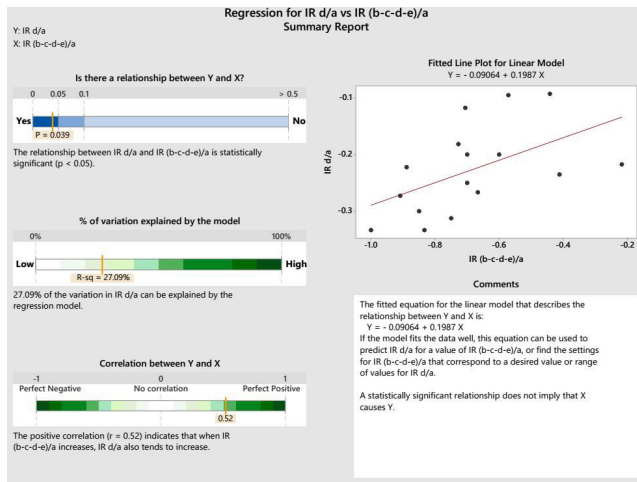 Regression for IR d/a vs IR (b-c-d-e)/a
Summary Report
Y: IR d/a
X: IR (b-c-d-e)/a
Is there a relationship between Y and X?
0 0.05 0.1 > 0.5
Yes No
P = 0.039
The relationship between IR d/a and IR (b-c-d-e)/a is statistically
significant (p < 0.05).
% of variation explained by the model
0% 100%
Low High
R-sq = 27.09%
27.09% of the variation in IR d/a can be explained by the
regression model.
Correlation between Y and X
-1 0 1
Perfect Negative No correlation Perfect Positive
0.52
The positive correlation (r = 0.52) indicates that when IR
(b-c-d-e)/a increases, IR d/a also tends to increase.
Fitted Line Plot for Linear Model
Y = - 0.09064 + 0.1987 X
-0.1
-0.2
-0.3
IR d/a
-1.0 -0.8 -0.6 -0.4 -0.2
IR (b-c-d-e)/a
Comments
The fitted equation for the linear model that describes the
relationship between Y and X is:
Y = - 0.09064 + 0.1987 X
If the model fits the data well, this equation can be used to
predict IR d/a for a value of IR (b-c-d-e)/a, or find the settings
for IR (b-c-d-e)/a that correspond to a desired value or range
of values for IR d/a.
A statistically significant relationship does not imply that X
causes Y.